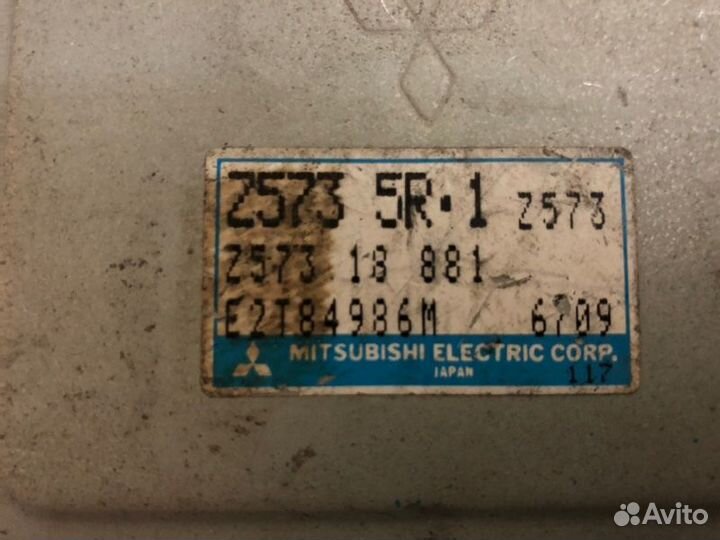 Z573 5R·1 Z573
Z573 18 881
E2T84986M 6709
MITSUBISHI ELECTRIC CORP.
JAPAN 117
Avito